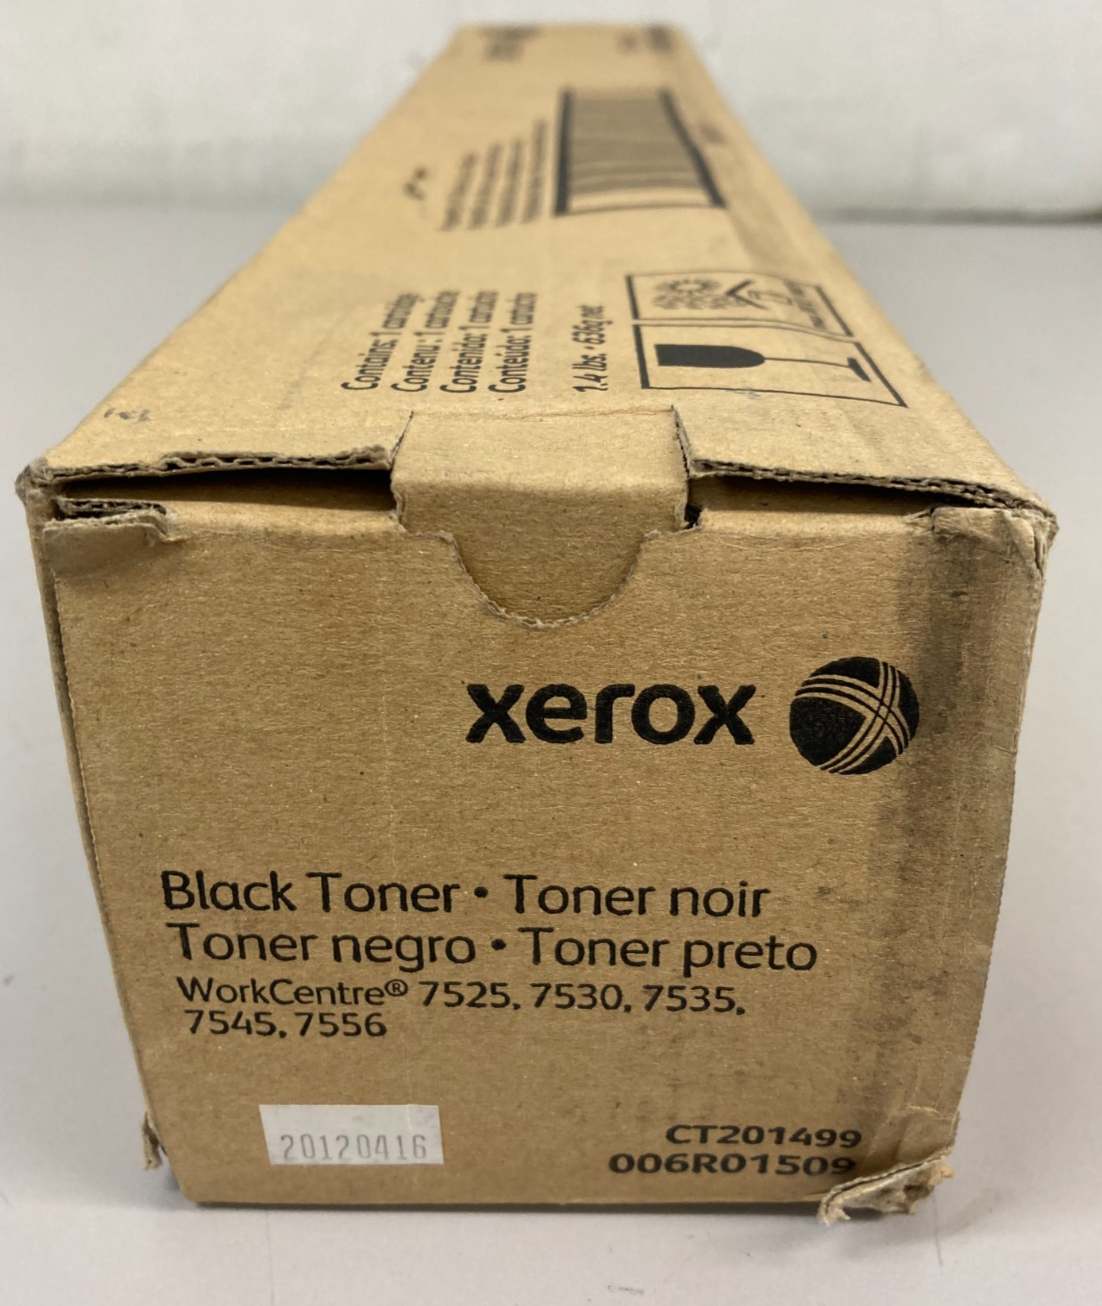 Contains: 1 cartridge
Contenu: 1 cartouche
Contenido: 1 cartucho
Conteúdo: 1 cartucho
1.4 lbs. • 636g net
xerox
Black Toner • Toner noir
Toner negro • Toner preto
WorkCentre® 7525, 7530, 7535,
7545, 7556
20120416
CT201499
006R01509